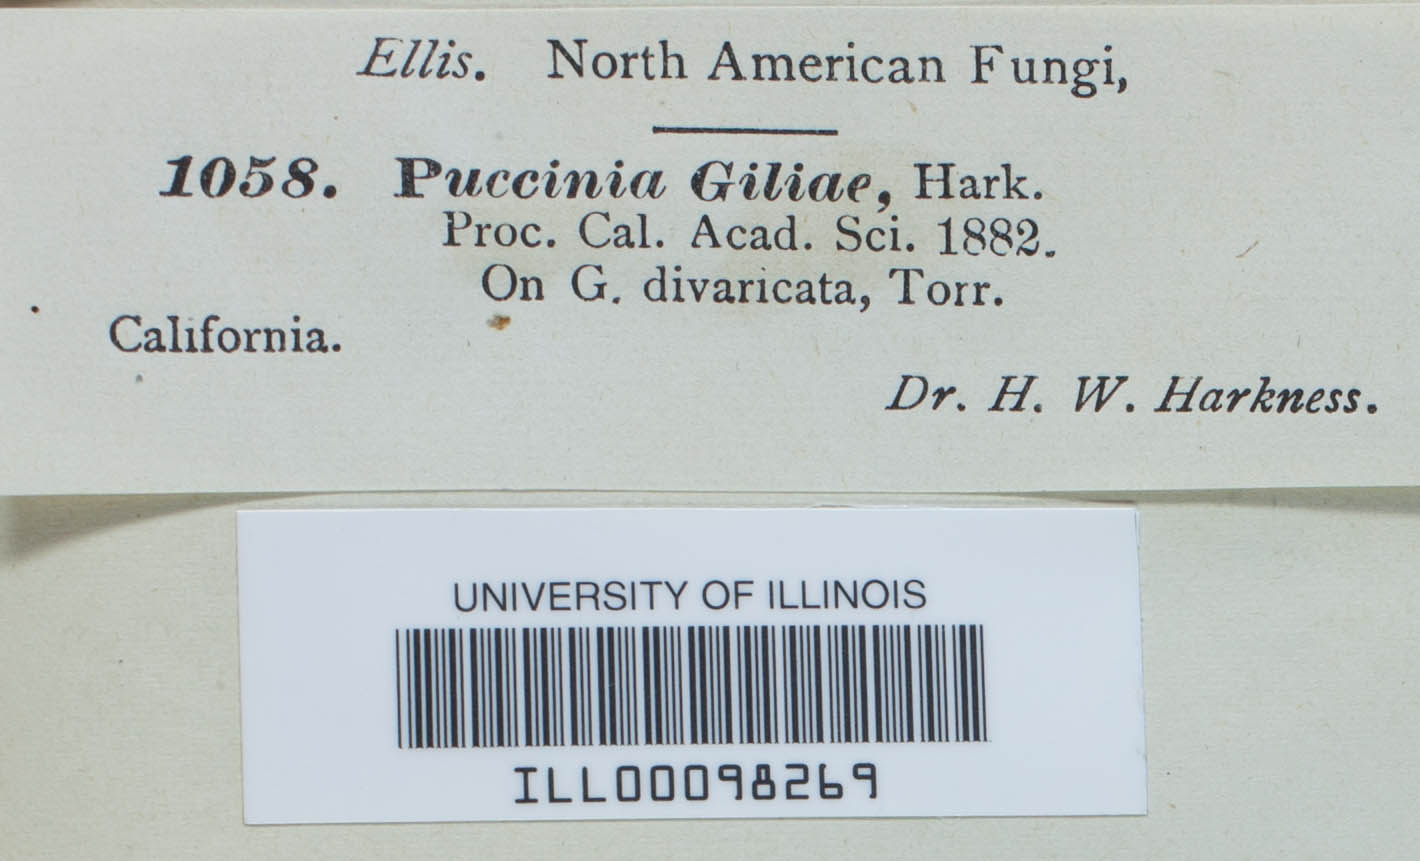 Ellis. North American Fungi,
1058. Puccinia Giliae, Hark.
Proc. Cal. Acad. Sci. 1882.
On G. divaricata, Torr.
California.
Dr. H. W. Harkness.
UNIVERSITY OF ILLINOIS
ILL00098269